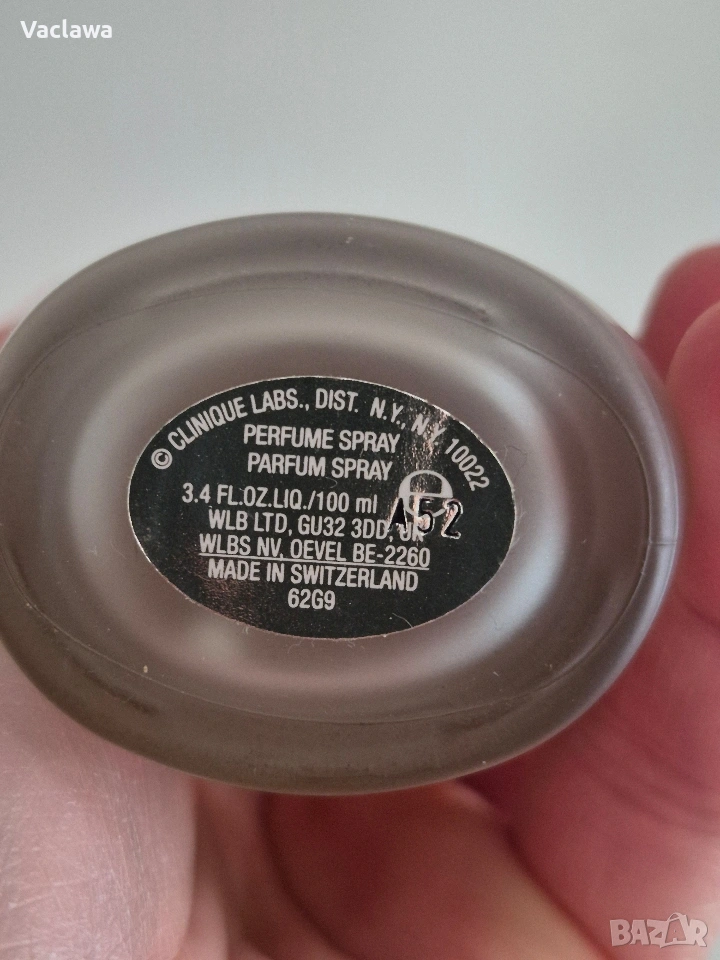 Vaclawa
© CLINIQUE LABS., DIST. N.Y., N.Y. 10022
PERFUME SPRAY
PARFUM SPRAY
3.4 FL.OZ.LIQ./100 ml e
A52
WLB LTD, GU32 3DD, UK
WLBS NV. OEVEL BE-2260
MADE IN SWITZERLAND
62G9
BAZAR